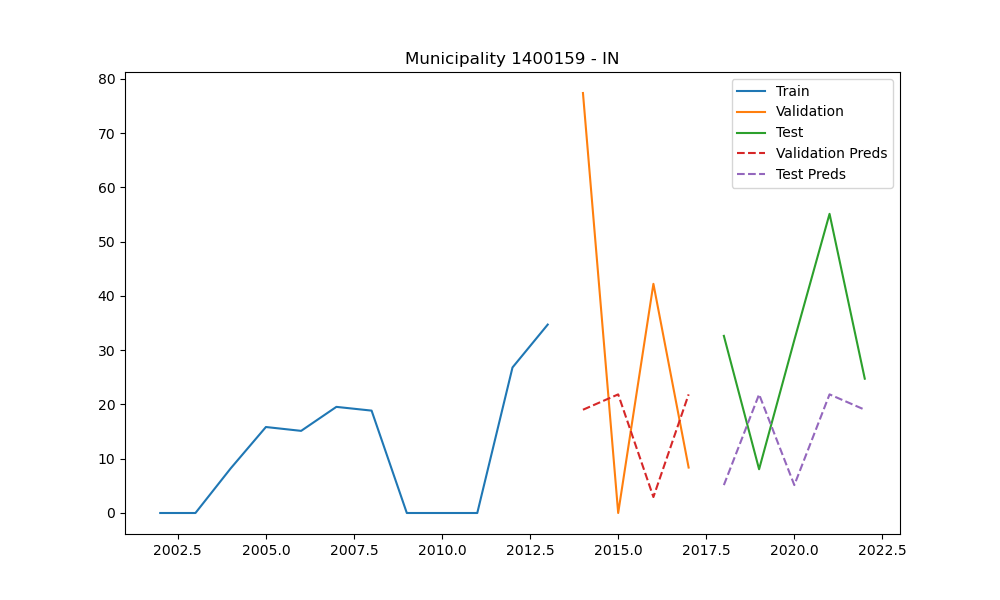 Municipality 1400159 - IN
80
70
60
50
40
30
20
10
0
Train
Validation
Test
Validation Preds
Test Preds
2002.5 2005.0 2007.5 2010.0 2012.5 2015.0 2017.5 2020.0 2022.5